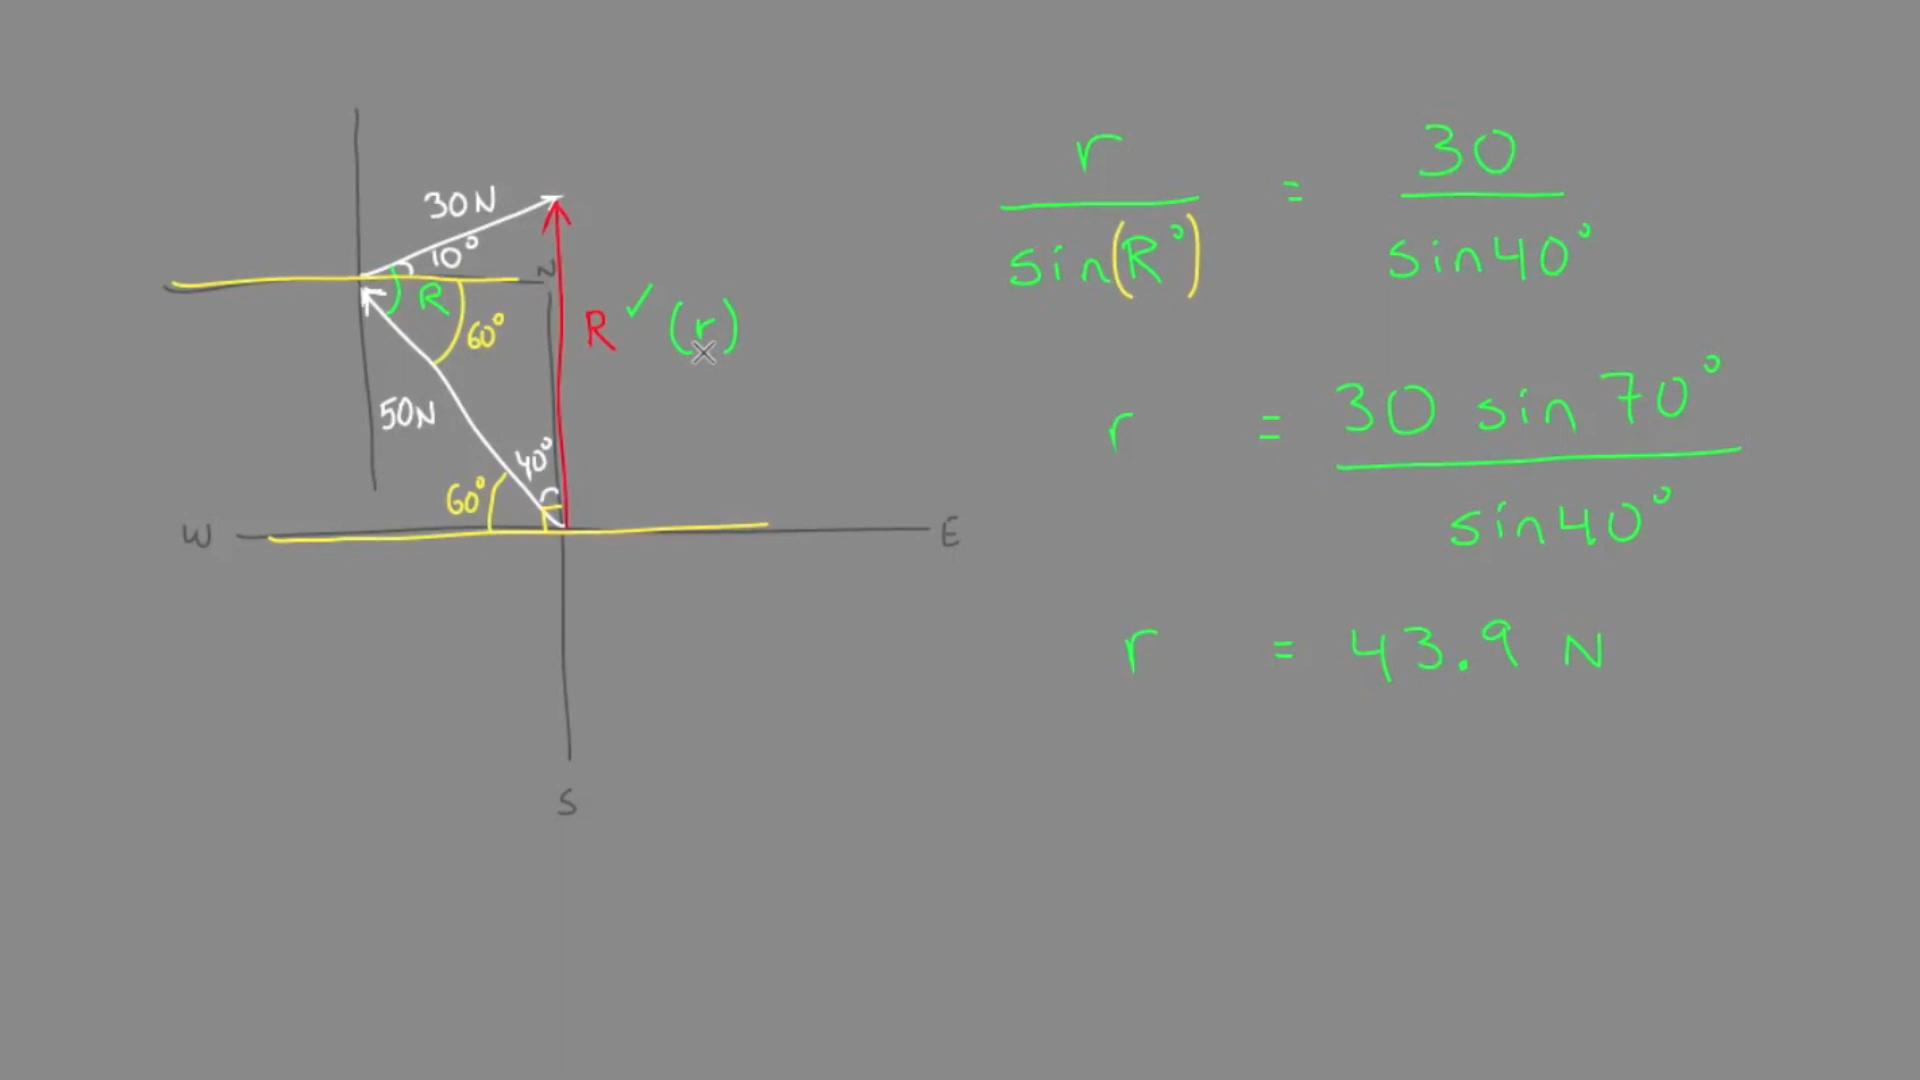 r / sin(R°) = 30 / sin40°
30N
10°
N
R
60°
R ✓ (r)
50N
r = 30 sin 70° / sin40°
40°
60°
W
E
r = 43.9 N
S